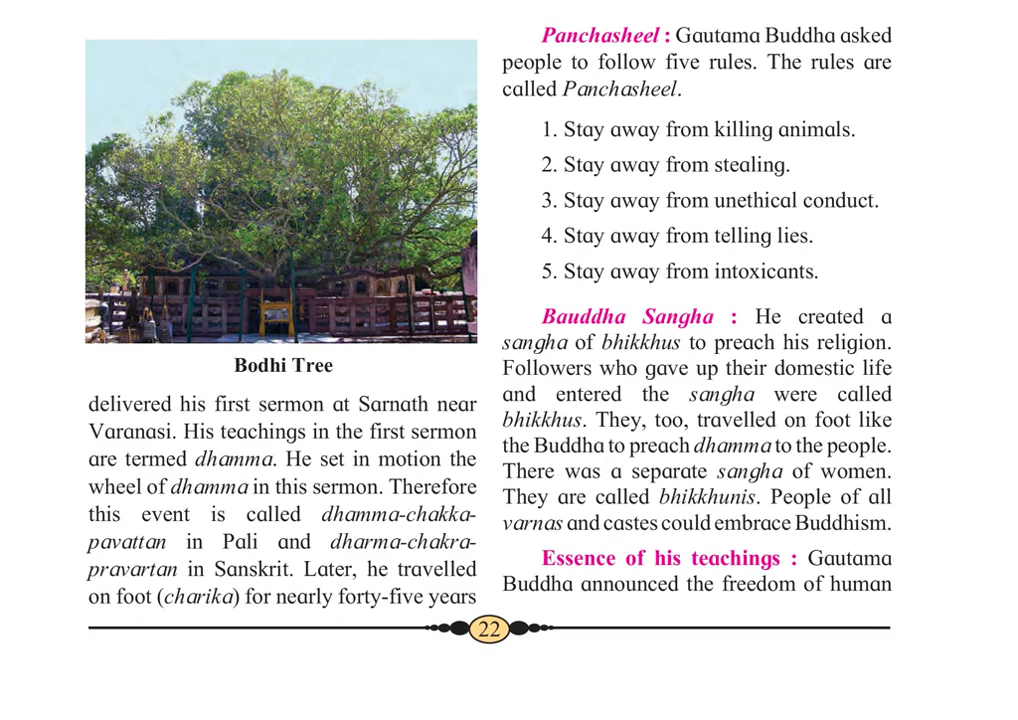 Bodhi Tree
delivered his first sermon at Sarnath near
Varanasi. His teachings in the first sermon
are termed dhamma. He set in motion the
wheel of dhamma in this sermon. Therefore
this event is called dhamma-chakka-
pavattan in Pali and dharma-chakra-
pravartan in Sanskrit. Later, he travelled
on foot (charika) for nearly forty-five years
Panchasheel : Gautama Buddha asked
people to follow five rules. The rules are
called Panchasheel.
1. Stay away from killing animals.
2. Stay away from stealing.
3. Stay away from unethical conduct.
4. Stay away from telling lies.
5. Stay away from intoxicants.
Bauddha Sangha : He created a
sangha of bhikkhus to preach his religion.
Followers who gave up their domestic life
and entered the sangha were called
bhikkhus. They, too, travelled on foot like
the Buddha to preach dhamma to the people.
There was a separate sangha of women.
They are called bhikkhunis. People of all
varnas and castes could embrace Buddhism.
Essence of his teachings : Gautama
Buddha announced the freedom of human
22